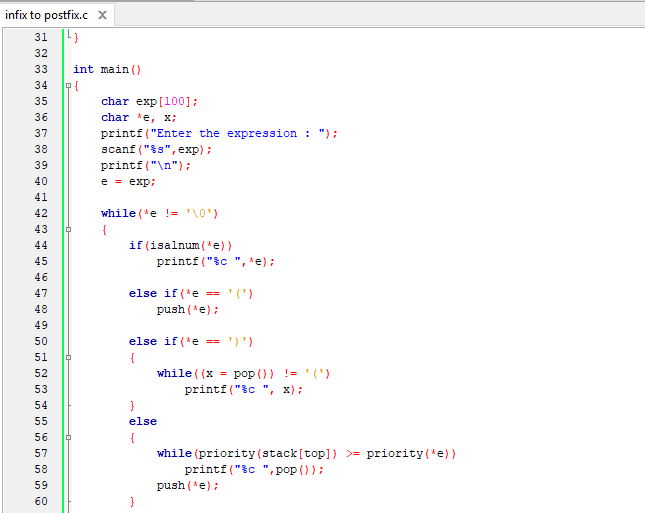 infix to postfix.c X
31 }
32
33 int main()
34 {
35 char exp[100];
36 char *e, x;
37 printf("Enter the expression : ");
38 scanf("%s",exp);
39 printf("\n");
40 e = exp;
41
42 while(*e != '\0')
43 {
44 if(isalnum(*e))
45 printf("%c ",*e);
46
47 else if(*e == '(')
48 push(*e);
49
50 else if(*e == ')')
51 {
52 while((x = pop()) != '(')
53 printf("%c ", x);
54 }
55 else
56 {
57 while(priority(stack[top]) >= priority(*e))
58 printf("%c ",pop());
59 push(*e);
60 }